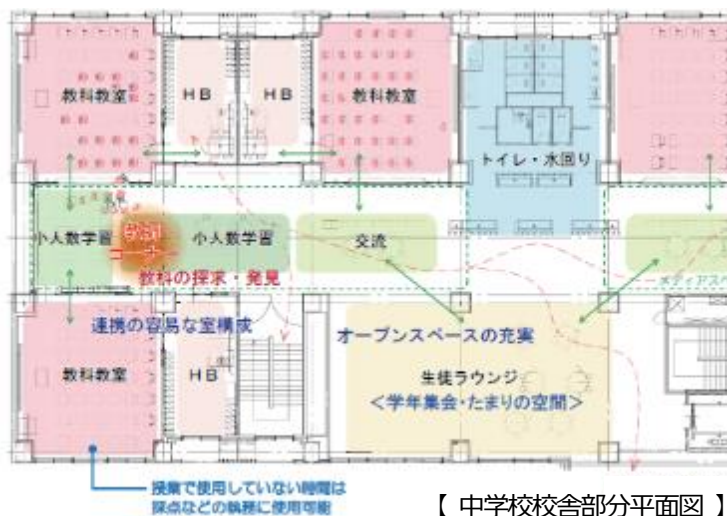 教科教室
HB
HB
教科教室
トイレ・水回り
小人数学習
小人数学習
交流
教科の探求・発見
連携の容易な室構成
オープンスペースの充実
教科教室
HB
生徒ラウンジ
<学年集会・たまりの空間>
授業で使用していない時間は
採点などの執務に使用可能
【 中学校校舎部分平面図 】